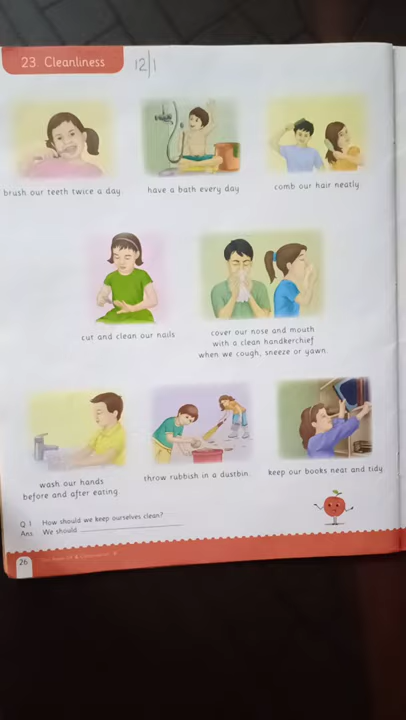 23 Cleanliness
12/1
brush our teeth twice a day
have a bath every day
comb our hair neatly
cut and clean our nails
cover our nose and mouth
with a clean handkerchief
when we cough, sneeze or yawn.
wash our hands
before and after eating.
throw rubbish in a dustbin.
keep our books neat and tidy
Q.1 How should we keep ourselves clean?
Ans We should
26